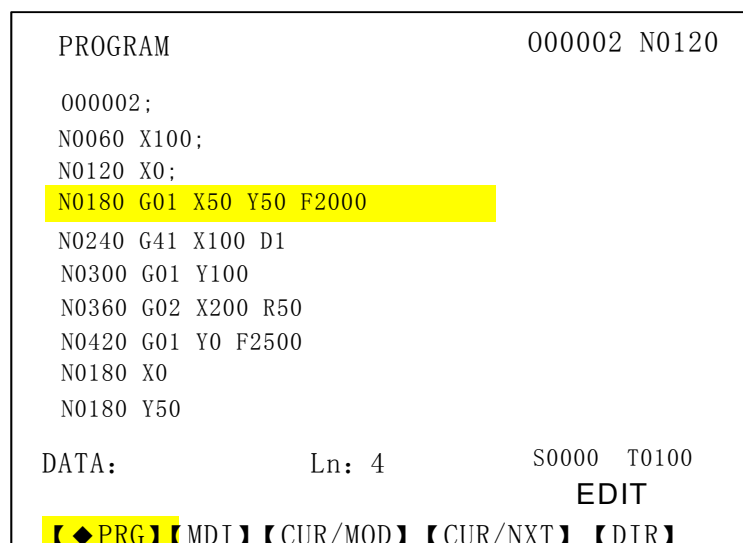 PROGRAM O00002 N0120
O00002;
N0060 X100;
N0120 X0;
N0180 G01 X50 Y50 F2000
N0240 G41 X100 D1
N0300 G01 Y100
N0360 G02 X200 R50
N0420 G01 Y0 F2500
N0180 X0
N0180 Y50
DATA: Ln: 4 S0000 T0100
EDIT
【◆PRG】【MDI】【CUR/MOD】【CUR/NXT】【DIR】